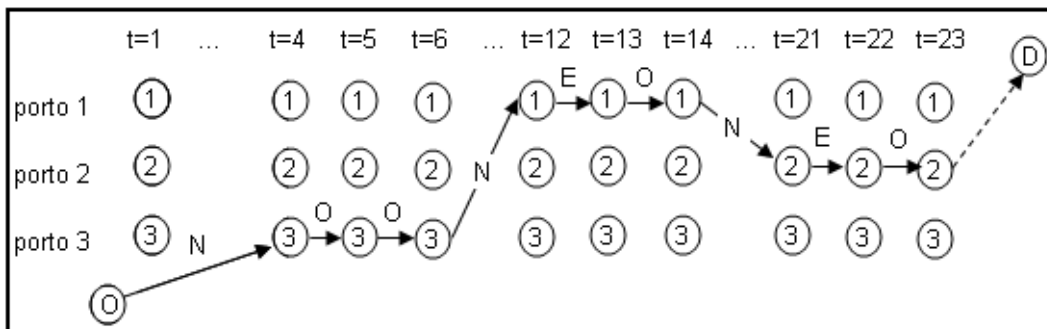 t=1 ... t=4 t=5 t=6 ... t=12 t=13 t=14 ... t=21 t=22 t=23 D
E O
porto 1 1 1 1 1 1 1 1 1 1 1
N E O
porto 2 2 2 2 2 N 2 2 2 2 2 2
O O
porto 3 N 3 3 3 3 3 3 3 3 3 3
O